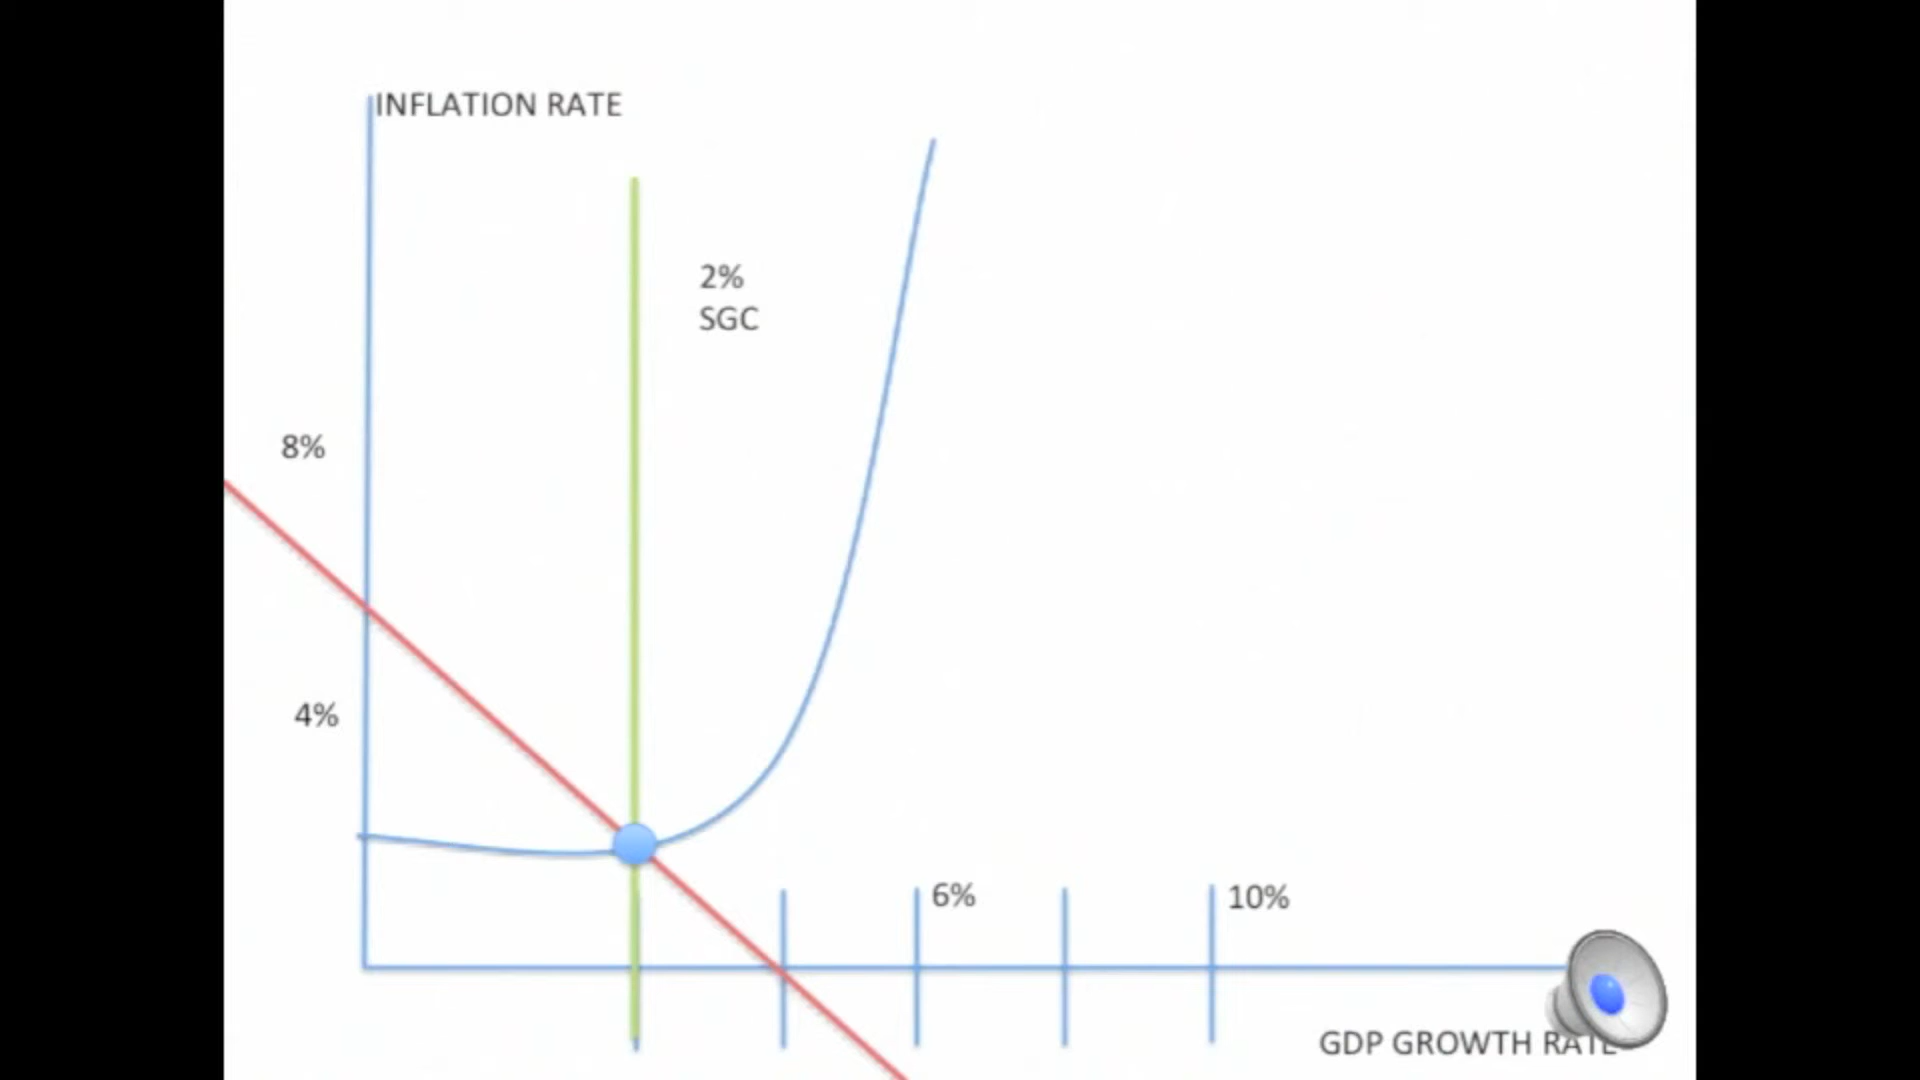 INFLATION RATE
2%
SGC
8%
4%
6%
10%
GDP GROWTH RATE